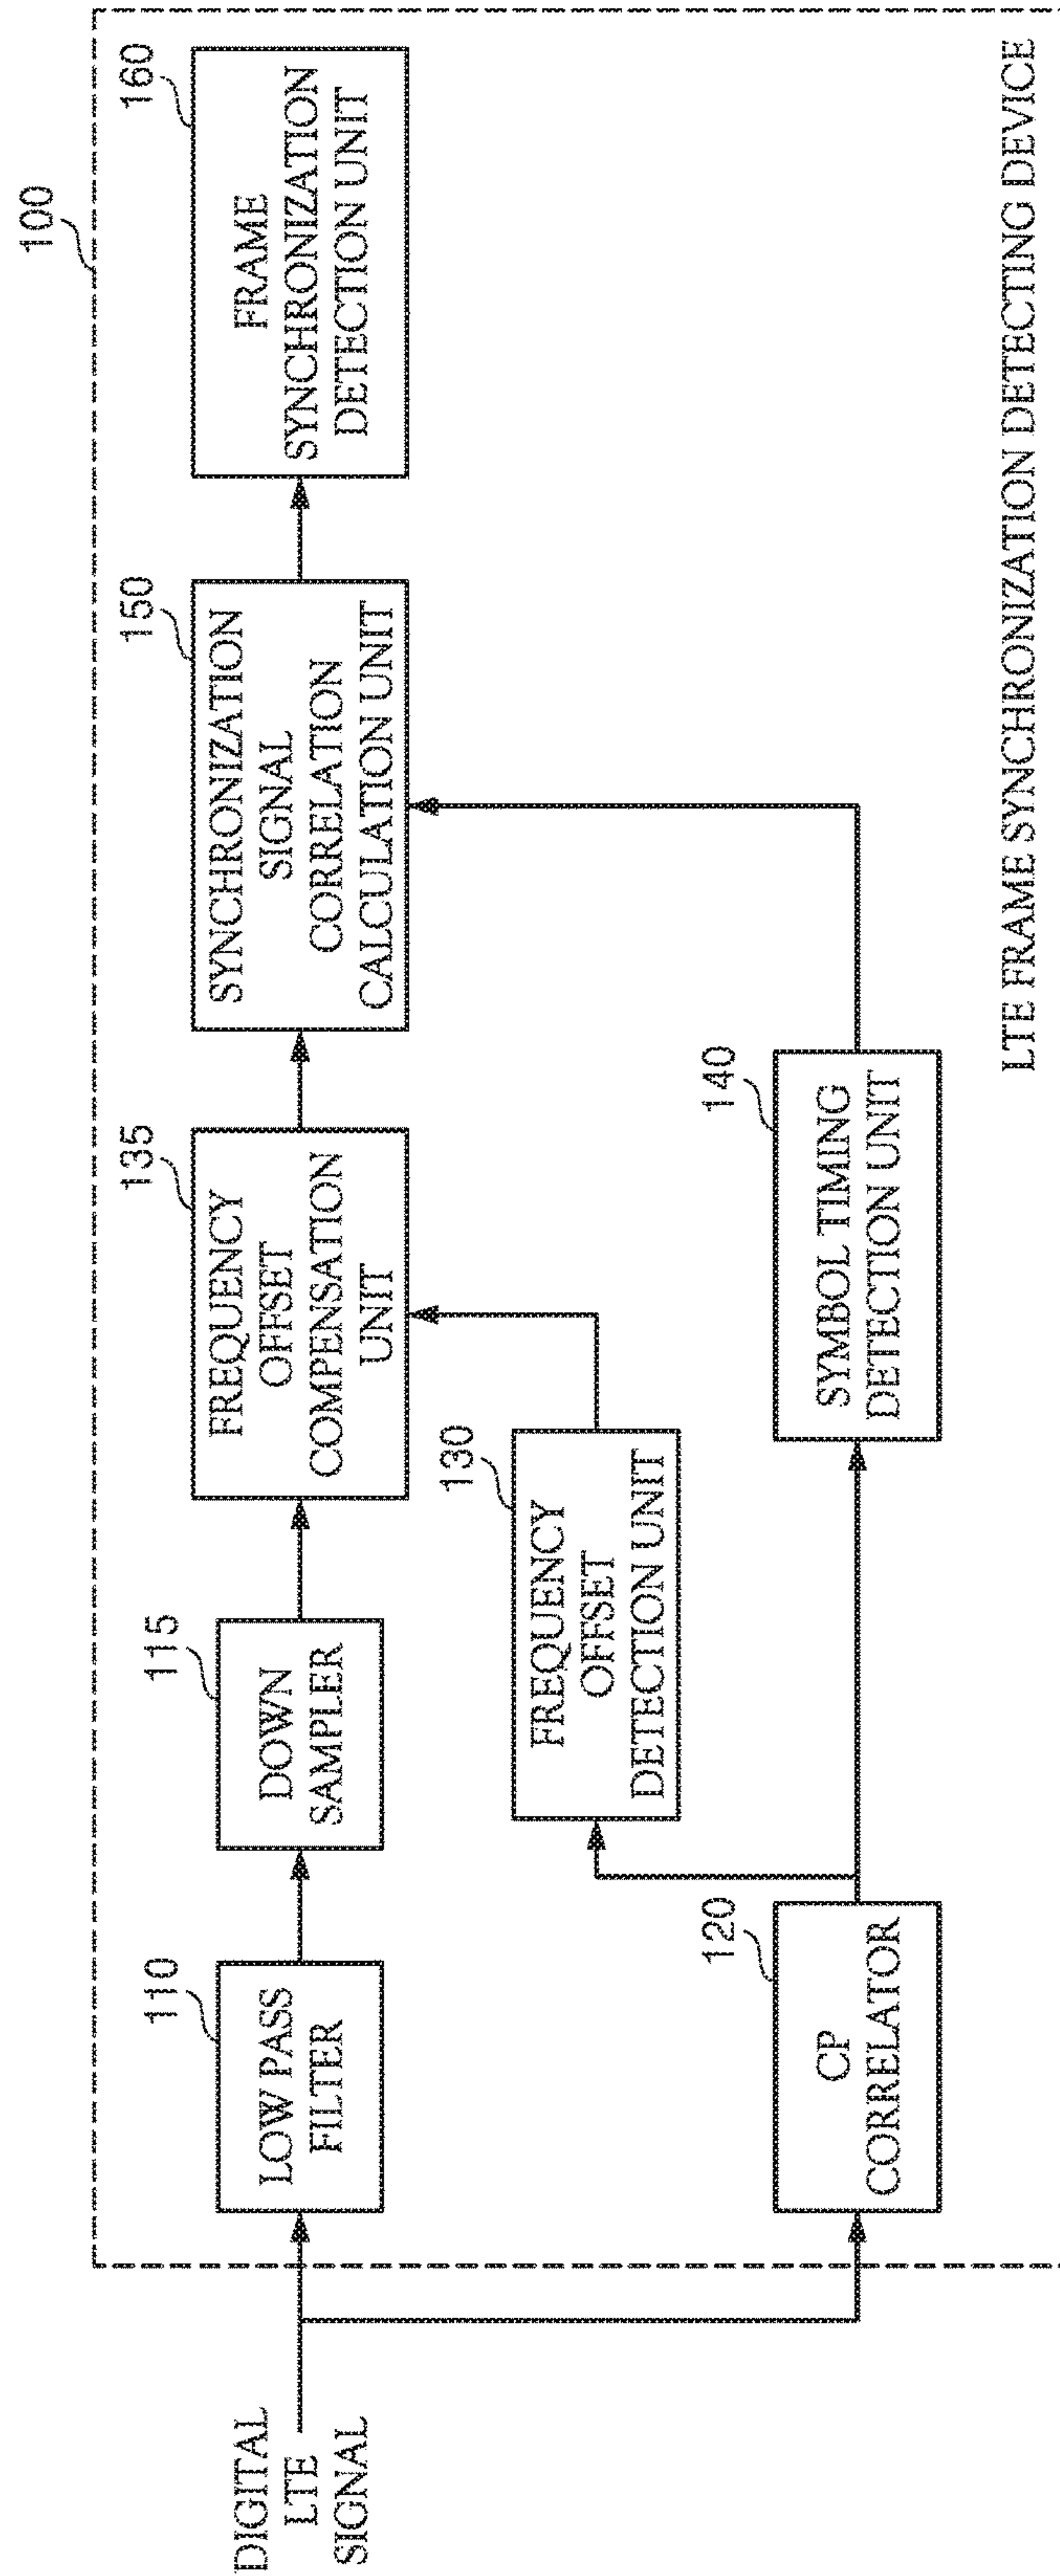 100
DIGITAL
LTE
SIGNAL
110
LOW PASS
FILTER
115
DOWN
SAMPLER
135
FREQUENCY
OFFSET
COMPENSATION
UNIT
150
SYNCHRONIZATION
SIGNAL
CORRELATION
CALCULATION UNIT
160
FRAME
SYNCHRONIZATION
DETECTION UNIT
130
FREQUENCY
OFFSET
DETECTION UNIT
120
CP
CORRELATOR
140
SYMBOL TIMING
DETECTION UNIT
LTE FRAME SYNCHRONIZATION DETECTING DEVICE